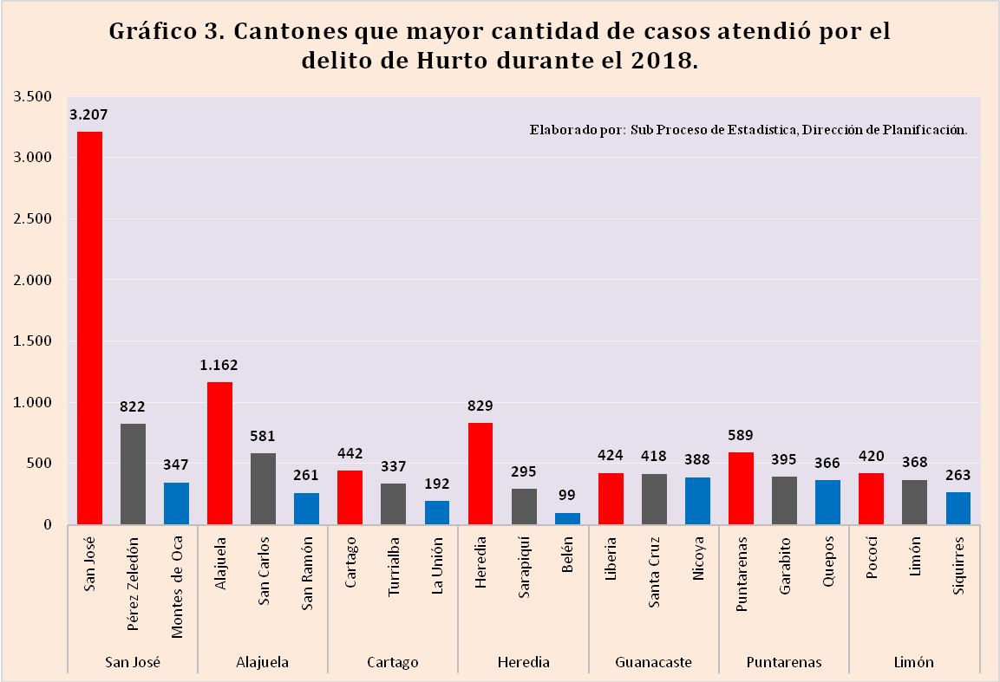 Gráfico 3. Cantones que mayor cantidad de casos atendió por el
delito de Hurto durante el 2018.
Elaborado por: Sub Proceso de Estadística, Dirección de Planificación.
3.500
3.000
2.500
2.000
1.500
1.000
500
0
3.207
822
347
1.162
581
261
442
337
192
829
295
99
424
418
388
589
395
366
420
368
263
San José
Pérez Zeledón
Montes de Oca
Alajuela
San Carlos
San Ramón
Cartago
Turrialba
La Unión
Heredia
Sarapiquí
Belén
Liberia
Santa Cruz
Nicoya
Puntarenas
Garabito
Quepos
Pococí
Limón
Siquirres
San José
Alajuela
Cartago
Heredia
Guanacaste
Puntarenas
Limón